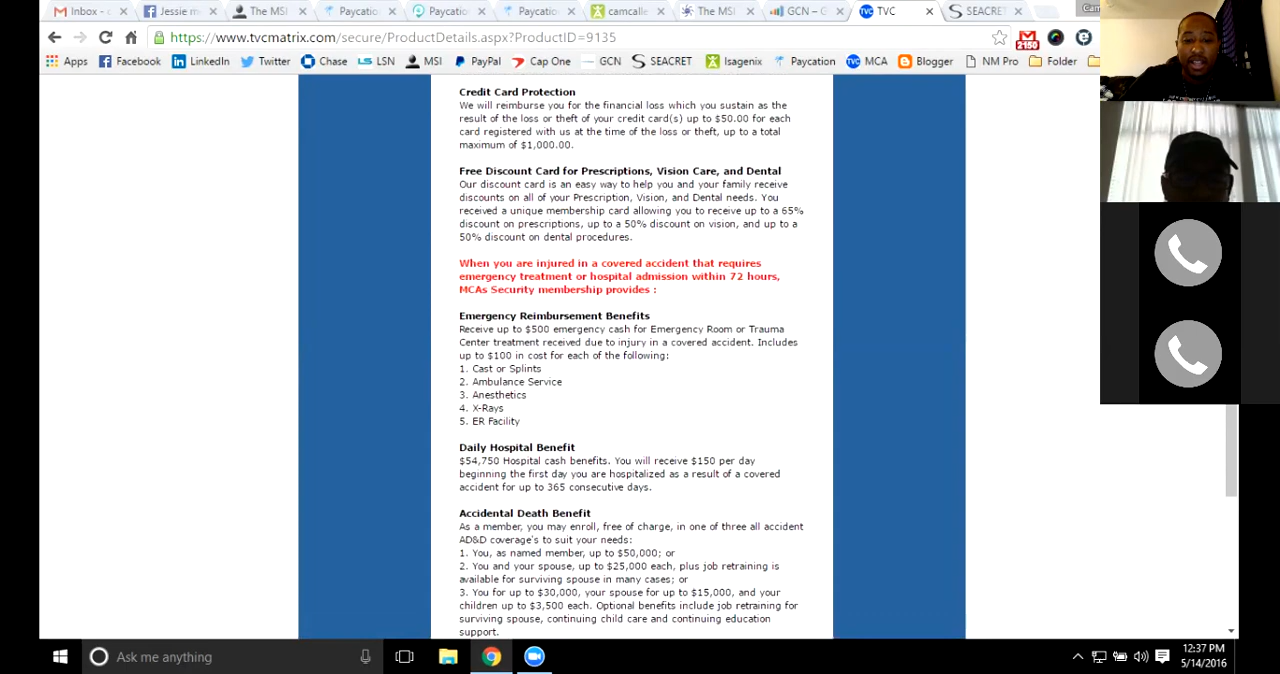 Inbox - c
Jessie m
The MSI
Paycatio
Paycatio
Paycation
camcalle
The MSI
GCN – G
TVC
SEACRET
Cam
https://www.tvcmatrix.com/secure/ProductDetails.aspx?ProductID=9135
2150
Apps
Facebook
LinkedIn
Twitter
Chase
LSN
MSI
PayPal
Cap One
GCN
SEACRET
Isagenix
Paycation
MCA
Blogger
NM Pro
Folder
Credit Card Protection
We will reimburse you for the financial loss which you sustain as the
result of the loss or theft of your credit card(s) up to $50.00 for each
card registered with us at the time of the loss or theft, up to a total
maximum of $1,000.00.
Free Discount Card for Prescriptions, Vision Care, and Dental
Our discount card is an easy way to help you and your family receive
discounts on all of your Prescription, Vision, and Dental needs. You
received a unique membership card allowing you to receive up to a 65%
discount on prescriptions, up to a 50% discount on vision, and up to a
50% discount on dental procedures.
When you are injured in a covered accident that requires
emergency treatment or hospital admission within 72 hours,
MCAs Security membership provides :
Emergency Reimbursement Benefits
Receive up to $500 emergency cash for Emergency Room or Trauma
Center treatment received due to injury in a covered accident. Includes
up to $100 in cost for each of the following:
1. Cast or Splints
2. Ambulance Service
3. Anesthetics
4. X-Rays
5. ER Facility
Daily Hospital Benefit
$54,750 Hospital cash benefits. You will receive $150 per day
beginning the first day you are hospitalized as a result of a covered
accident for up to 365 consecutive days.
Accidental Death Benefit
As a member, you may enroll, free of charge, in one of three all accident
AD&D coverage's to suit your needs:
1. You, as named member, up to $50,000; or
2. You and your spouse, up to $25,000 each, plus job retraining is
available for surviving spouse in many cases; or
3. You for up to $30,000, your spouse for up to $15,000, and your
children up to $3,500 each. Optional benefits include job retraining for
surviving spouse, continuing child care and continuing education
support.
Ask me anything
12:37 PM
5/14/2016